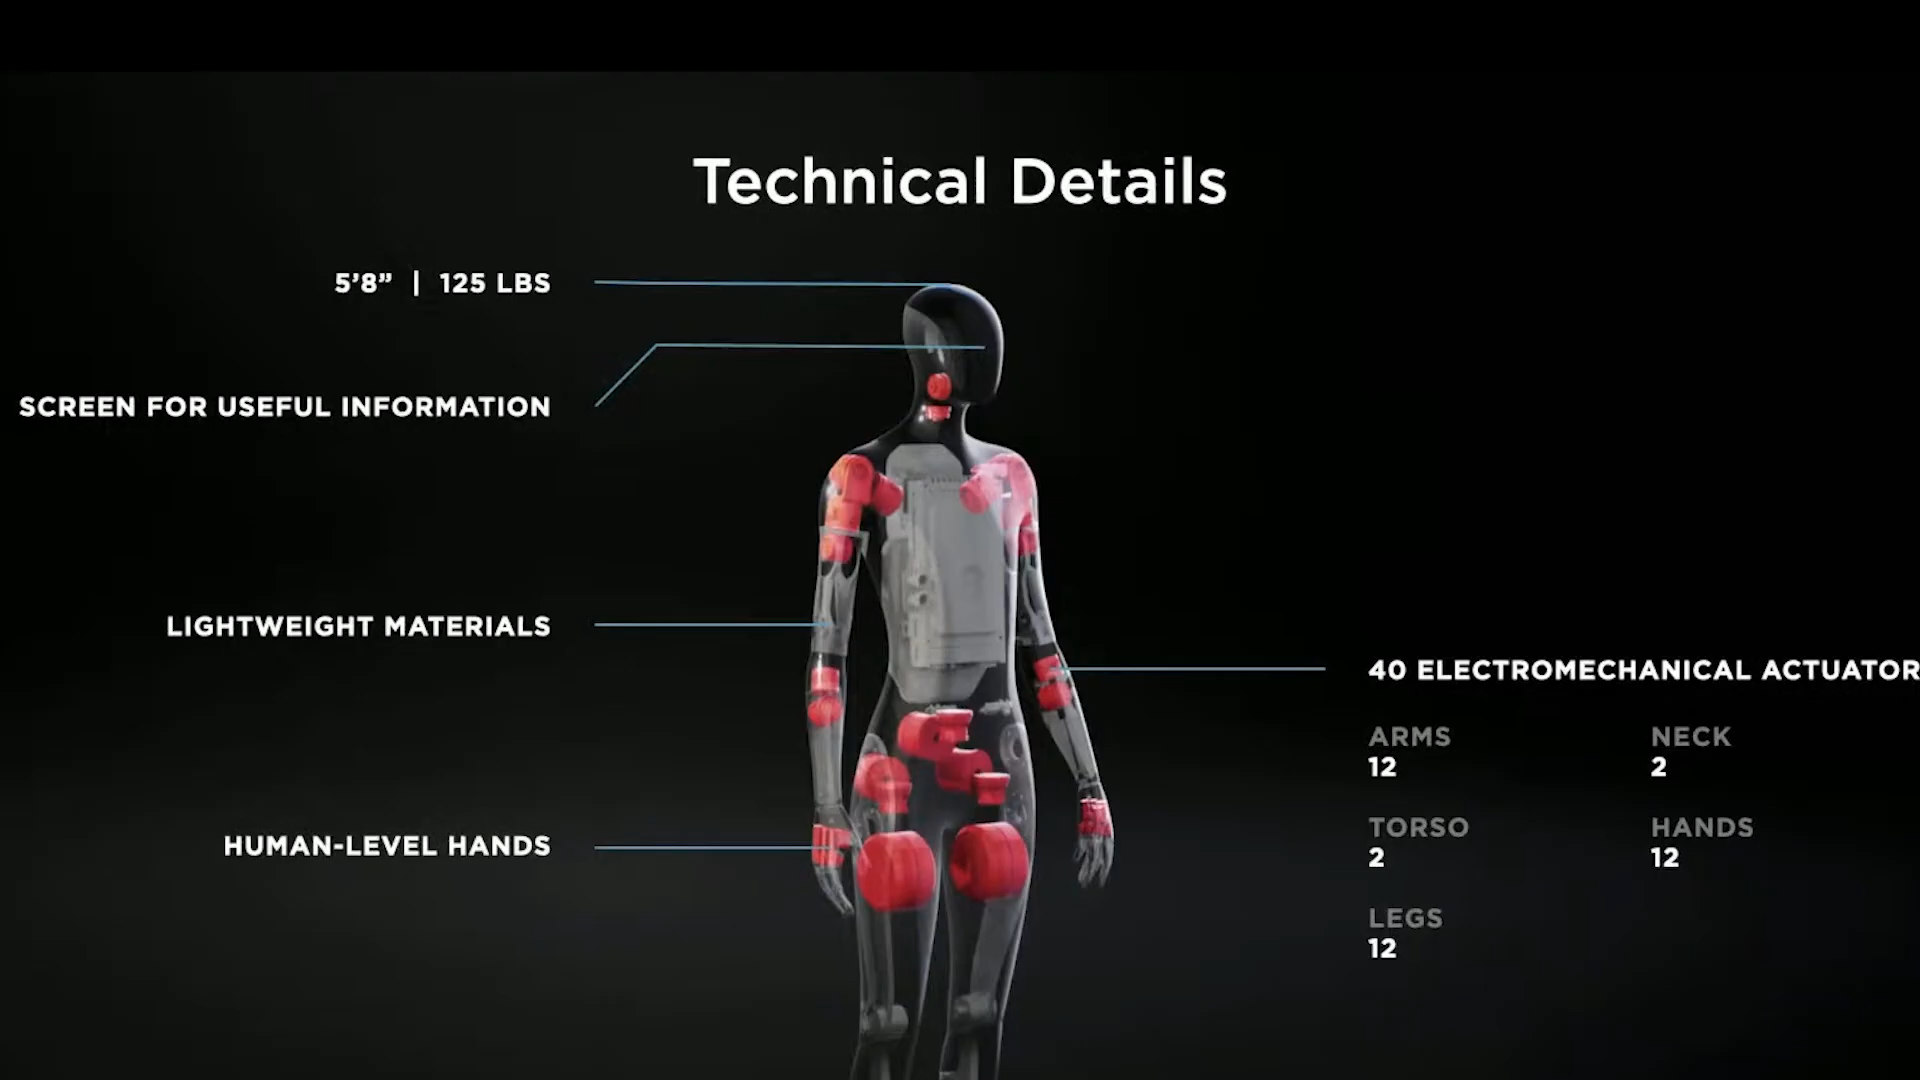 Technical Details
5’8” | 125 LBS
SCREEN FOR USEFUL INFORMATION
LIGHTWEIGHT MATERIALS
HUMAN-LEVEL HANDS
40 ELECTROMECHANICAL ACTUATOR
ARMS
12
NECK
2
TORSO
2
HANDS
12
LEGS
12